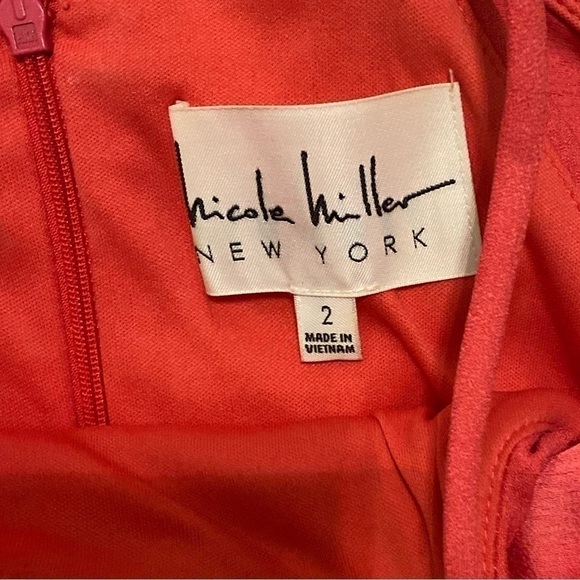 Nicole Miller
NEW YORK
2
MADE IN
VIETNAM